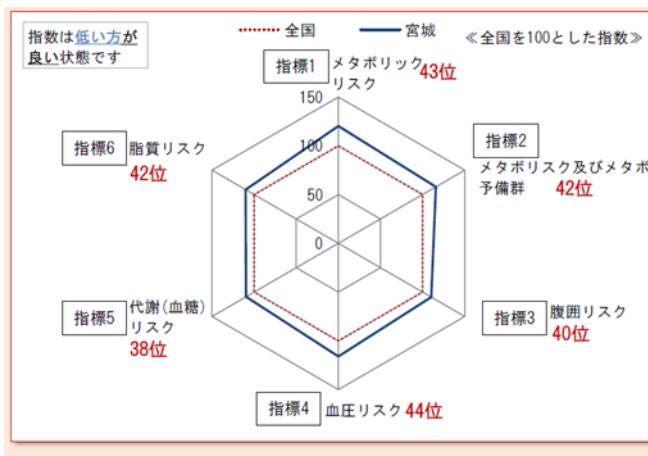 指数は低い方が
良い状態です
全国
宮城
≪全国を100とした指数≫
指標1
メタボリック
リスク
43位
指標2
メタボリスク及びメタボ
予備群
42位
指標3
腹囲リスク
40位
指標4
血圧リスク
44位
指標5
代謝(血糖)
リスク
38位
指標6
脂質リスク
42位
150
100
50
0